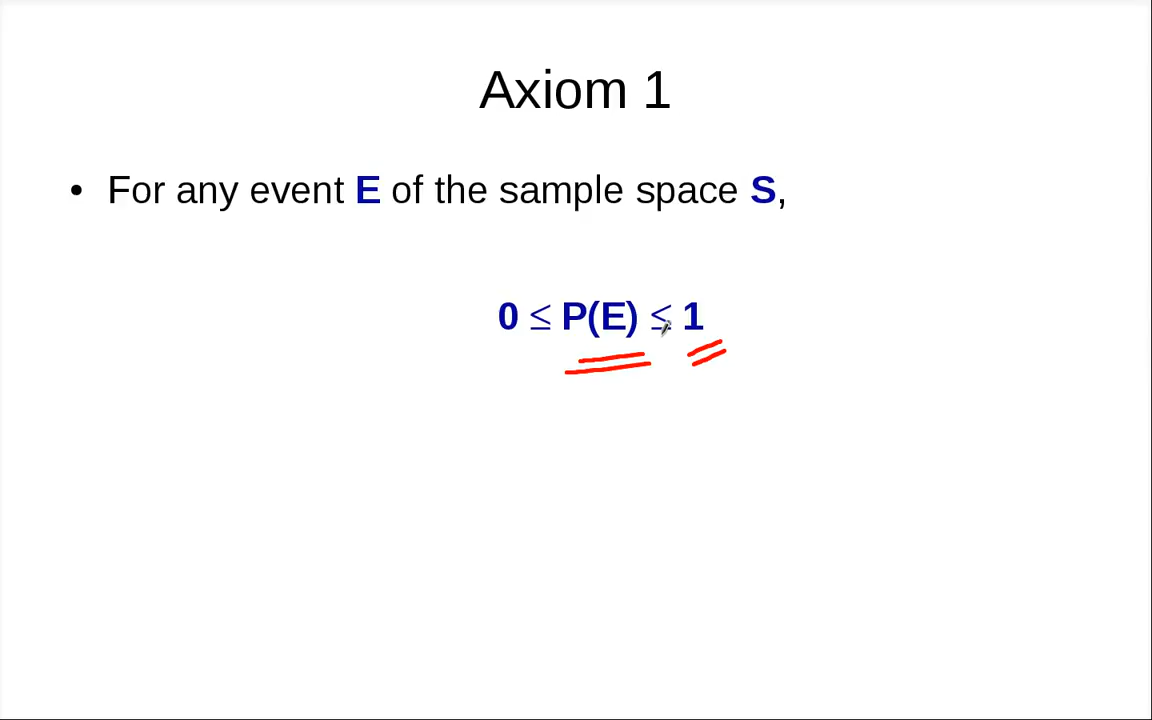 Axiom 1
• For any event E of the sample space S,
0 ≤ P(E) ≤ 1